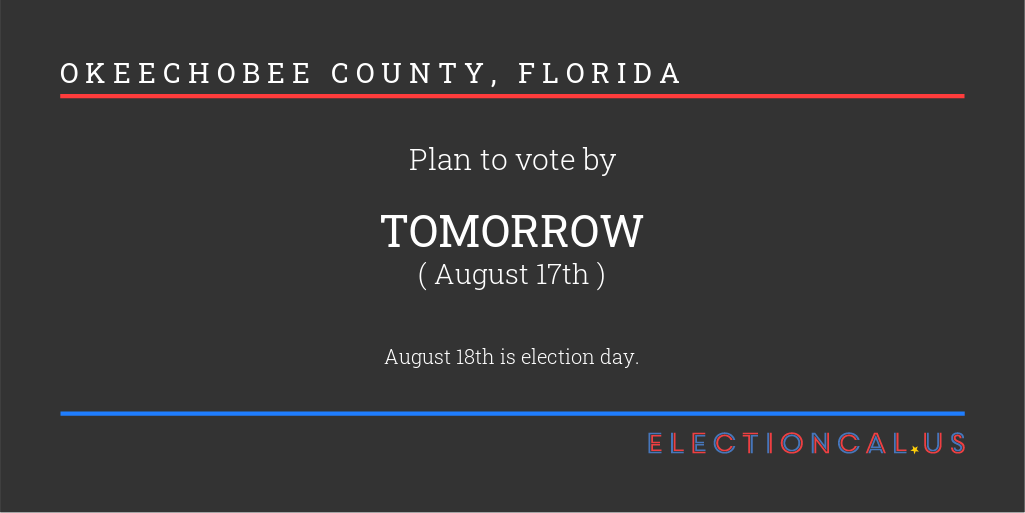 OKEECHOBEE COUNTY, FLORIDA
Plan to vote by
TOMORROW
( August 17th )
August 18th is election day.
ELECTIONCAL.US